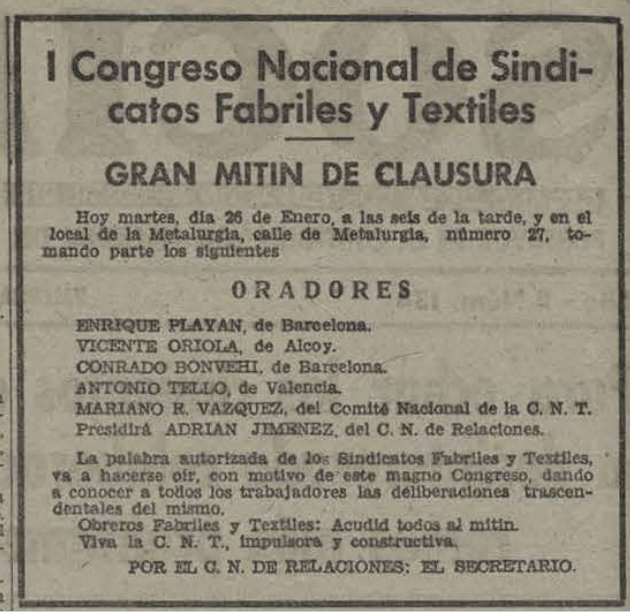 I Congreso Nacional de Sindi-
catos Fabriles y Textiles
GRAN MITIN DE CLAUSURA
Hoy martes, dia 26 de Enero, a las seis de la tarde, y en el
local de la Metalurgia, calle de Metalurgia, número 27, to-
mando parte los siguientes
ORADORES
ENRIQUE PLAYAN, de Barcelona.
VICENTE ORIOLA, de Alcoy.
CONRADO BONVEHI, de Barcelona.
ANTONIO TELLO, de Valencia.
MARIANO R. VAZQUEZ, del Comité Nacional de la C. N. T.
Presidirá ADRIAN JIMENEZ, del C. N. de Relaciones.
La palabra autorizada de los Sindicatos Fabriles y Textiles,
va a hacerse oir, con motivo de este magno Congreso, dando
a conocer a todos los trabajadores las deliberaciones trascen-
dentales del mismo.
Obreros Fabriles y Textiles: Acudid todos al mitin.
Viva la C. N. T., impulsora y constructiva.
POR EL C. N. DE RELACIONES: EL SECRETARIO.